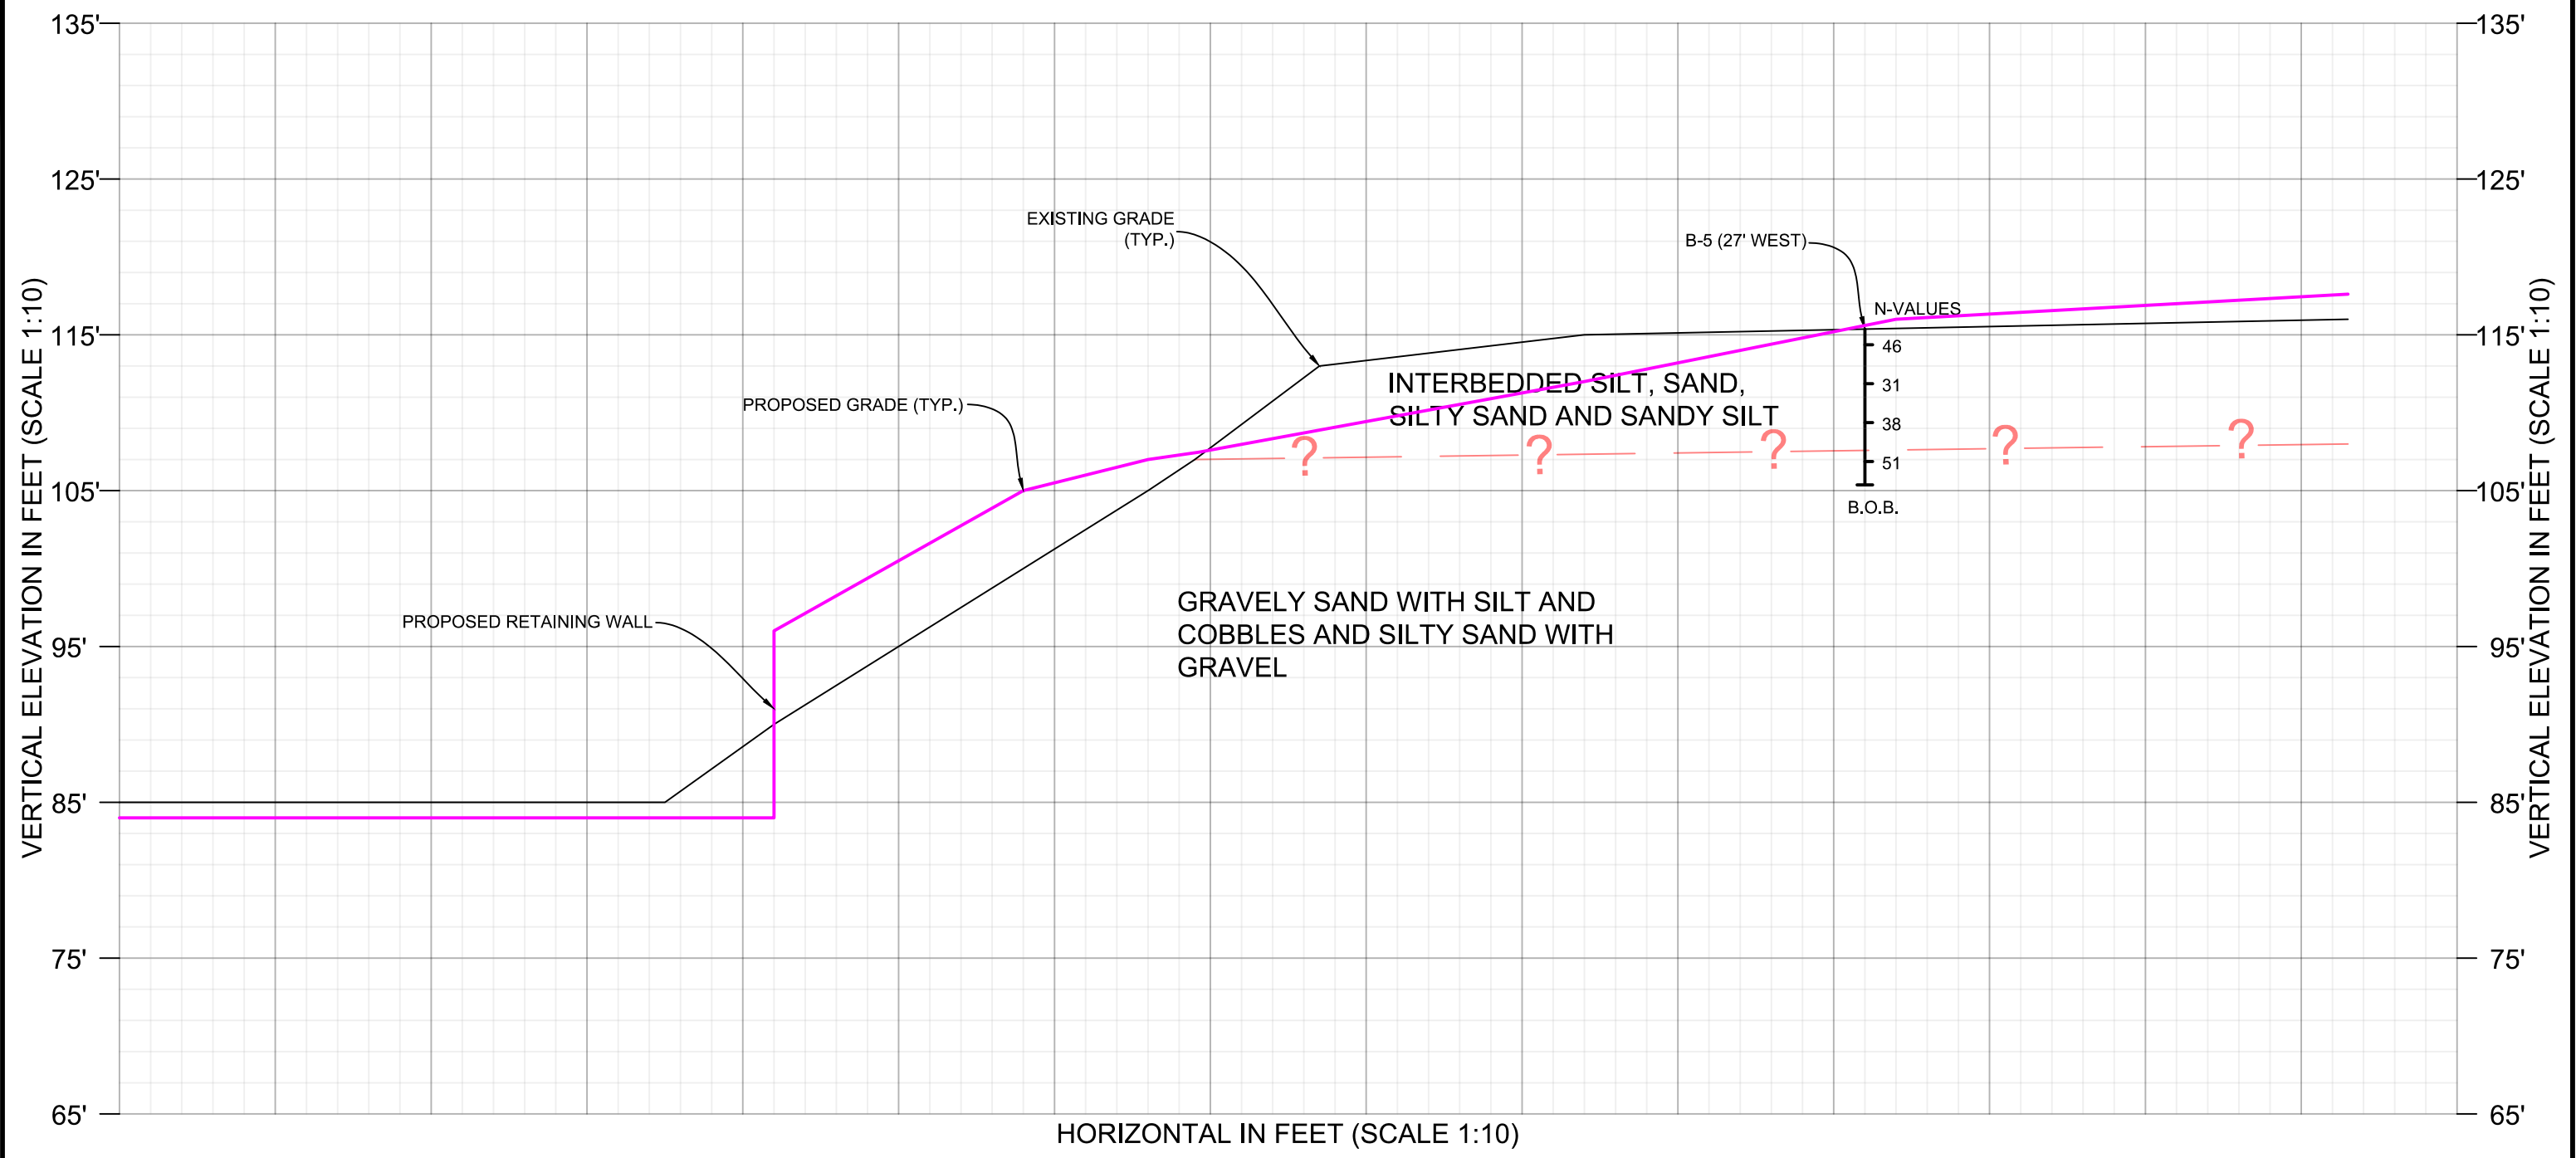 135'
135'
125'
125'
EXISTING GRADE
(TYP.)
B-5 (27' WEST)
N-VALUES
115'
115'
46
INTERBEDDED SILT, SAND,
SILTY SAND AND SANDY SILT
31
38
PROPOSED GRADE (TYP.)
? ? ? ? ?
51
105'
105'
B.O.B.
GRAVELY SAND WITH SILT AND
COBBLES AND SILTY SAND WITH
GRAVEL
PROPOSED RETAINING WALL
95'
95'
VERTICAL ELEVATION IN FEET (SCALE 1:10)
VERTICAL ELEVATION IN FEET (SCALE 1:10)
85'
85'
75'
75'
65'
65'
HORIZONTAL IN FEET (SCALE 1:10)